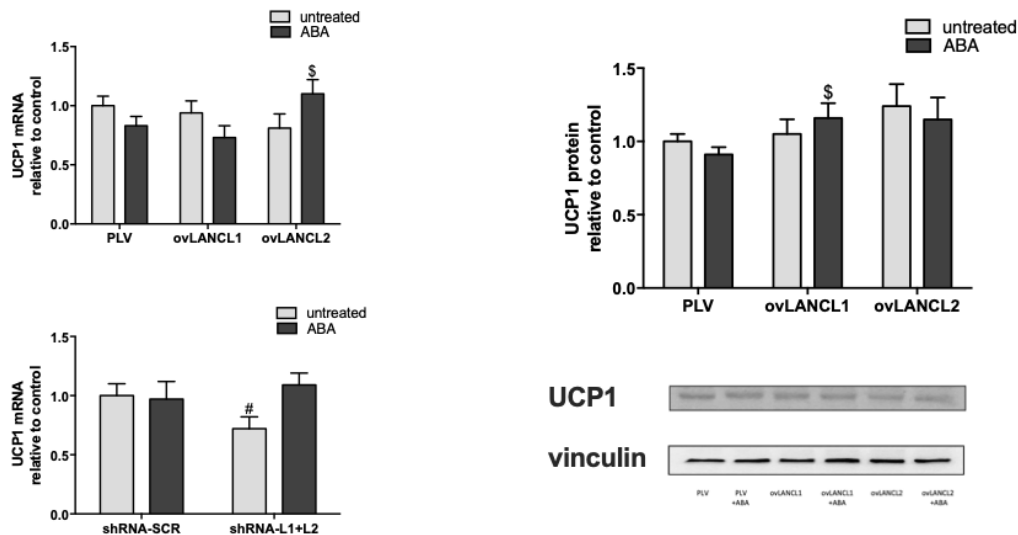 untreated
ABA
UCP1 mRNA
relative to control
1.5
1.0
0.5
0.0
$
PLV ovLANCL1 ovLANCL2
untreated
ABA
UCP1 protein
relative to control
1.5
1.0
0.5
0.0
$
PLV ovLANCL1 ovLANCL2
untreated
ABA
UCP1 mRNA
relative to control
1.5
1.0
0.5
0.0
#
shRNA-SCR shRNA-L1+L2
UCP1
vinculin
PLV PLV ovLANCL1 ovLANCL1 ovLANCL2 ovLANCL2
+ABA +ABA +ABA